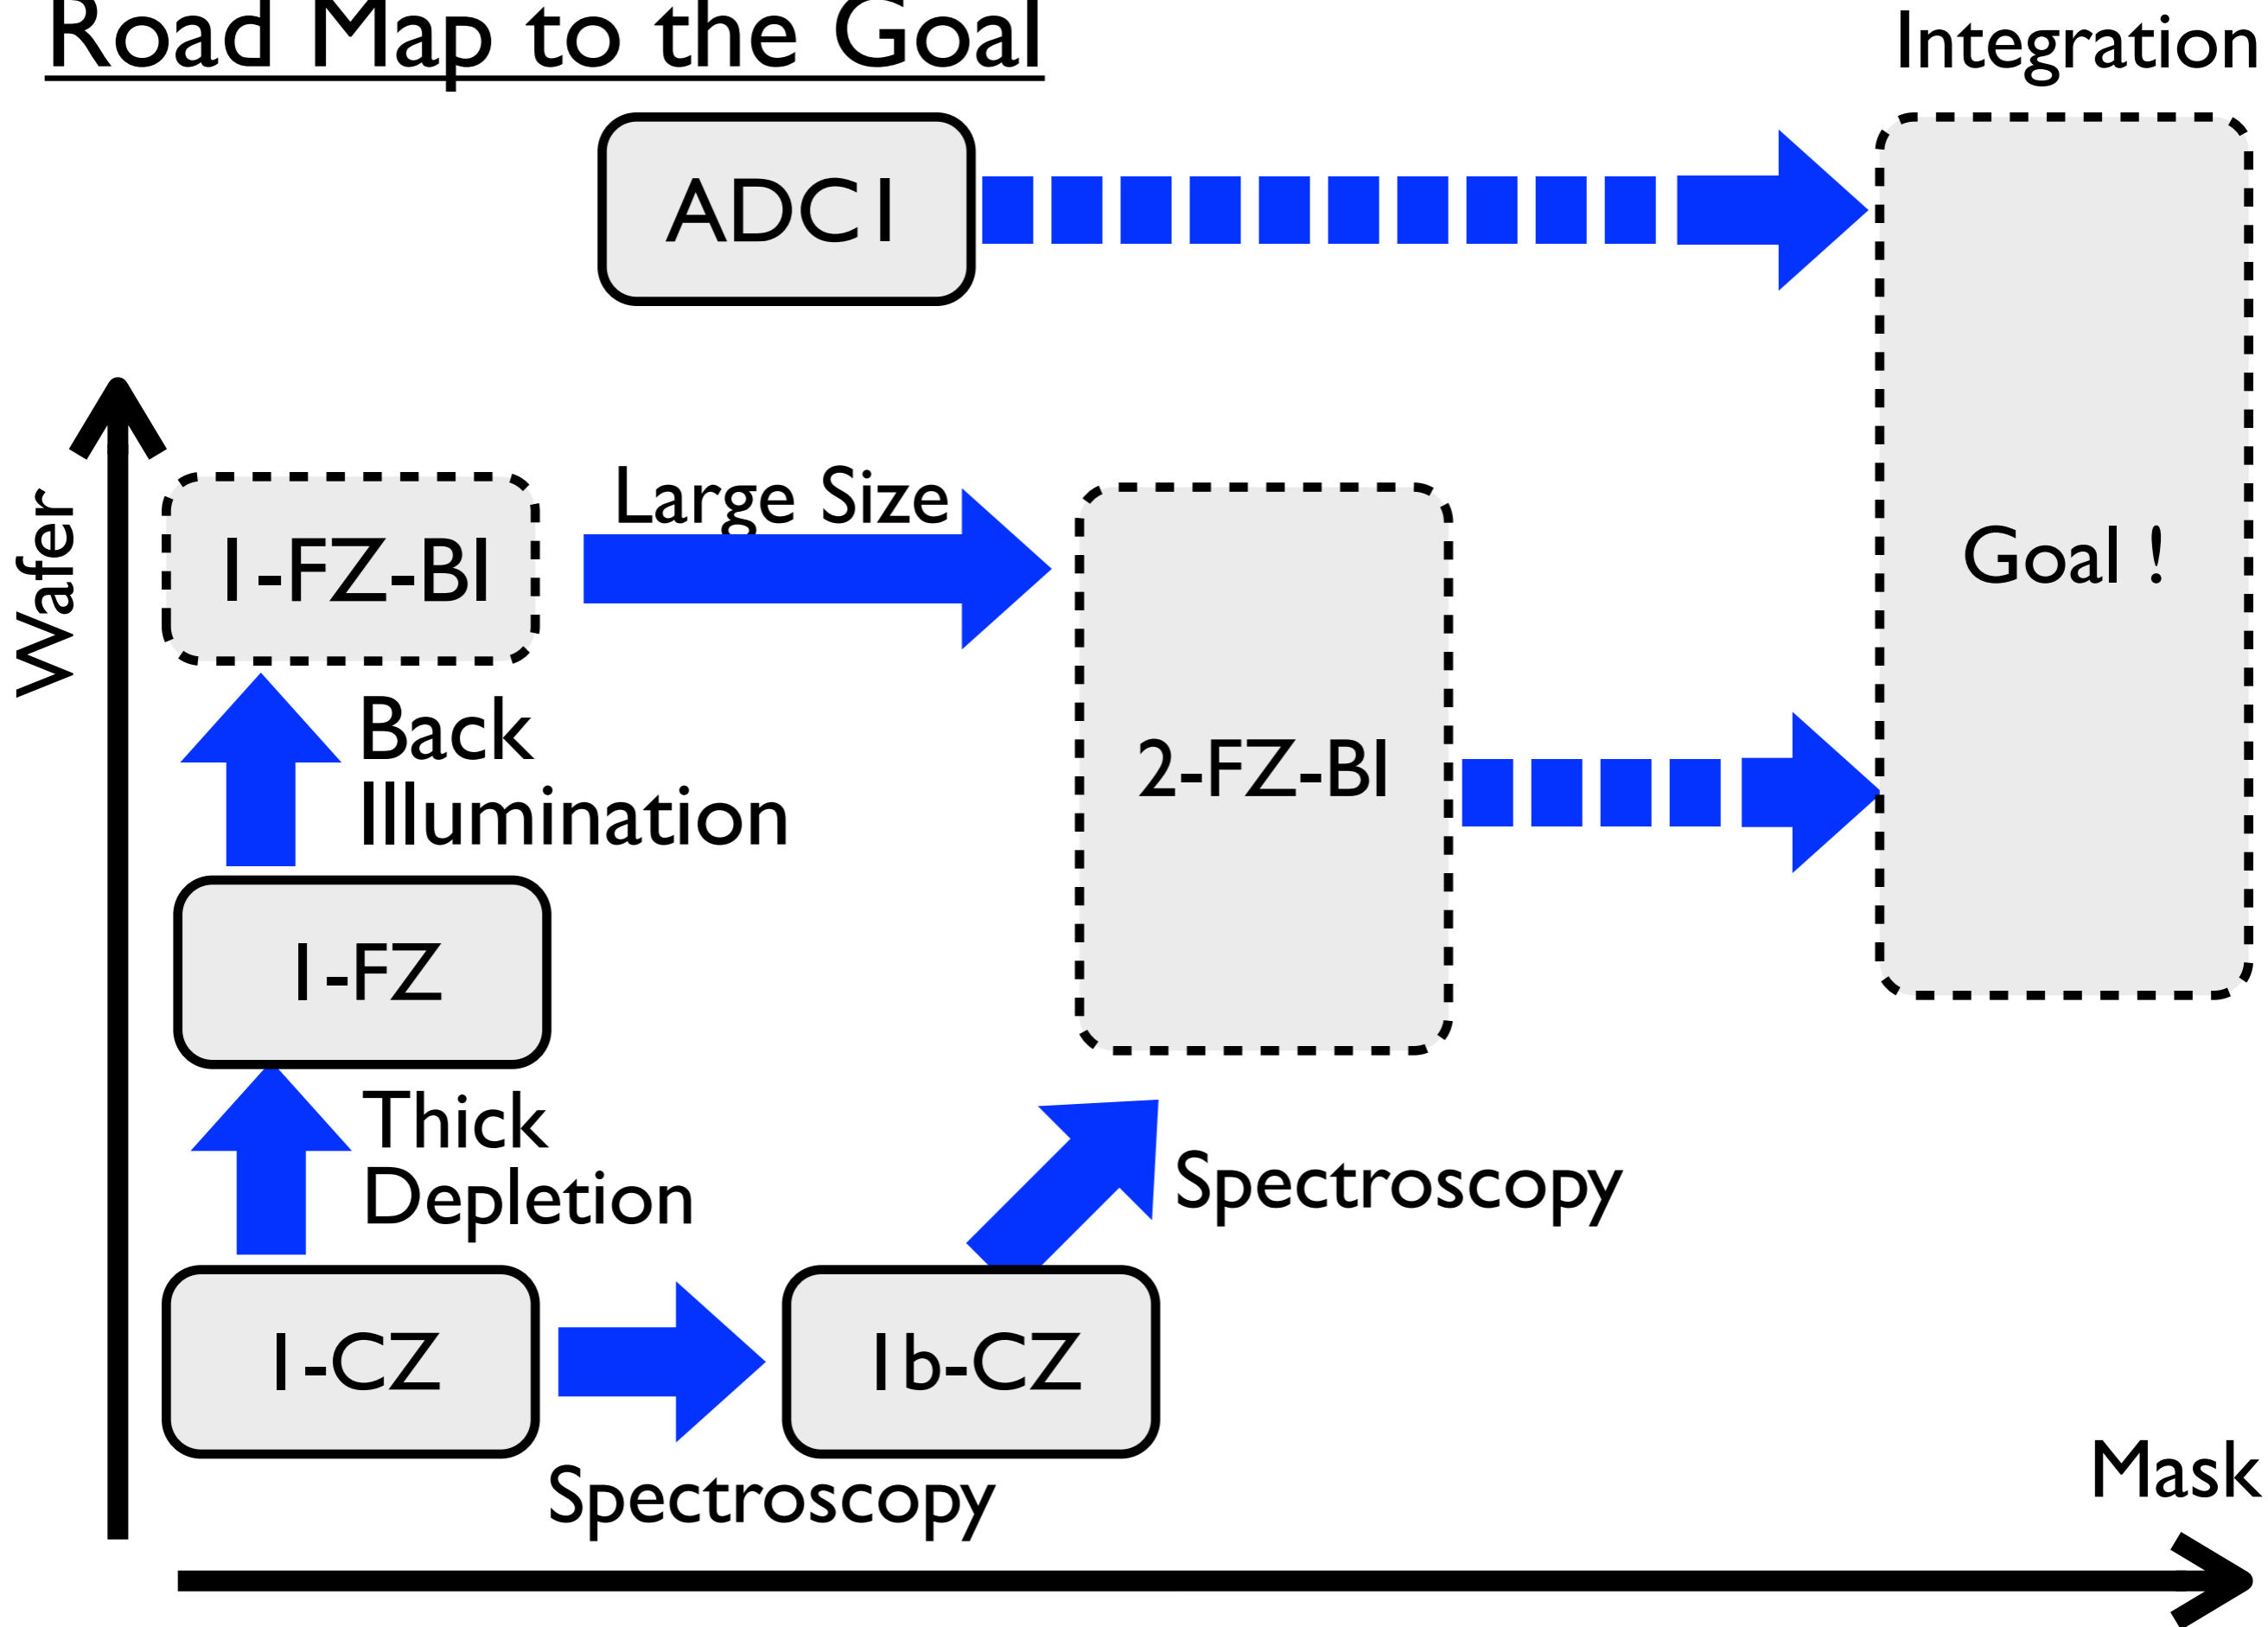 Road Map to the Goal
Integration
ADC1
Wafer
1-FZ-BI
Large Size
Goal !
Back
Illumination
2-FZ-BI
1-FZ
Thick
Depletion
Spectroscopy
1-CZ
1b-CZ
Spectroscopy
Mask